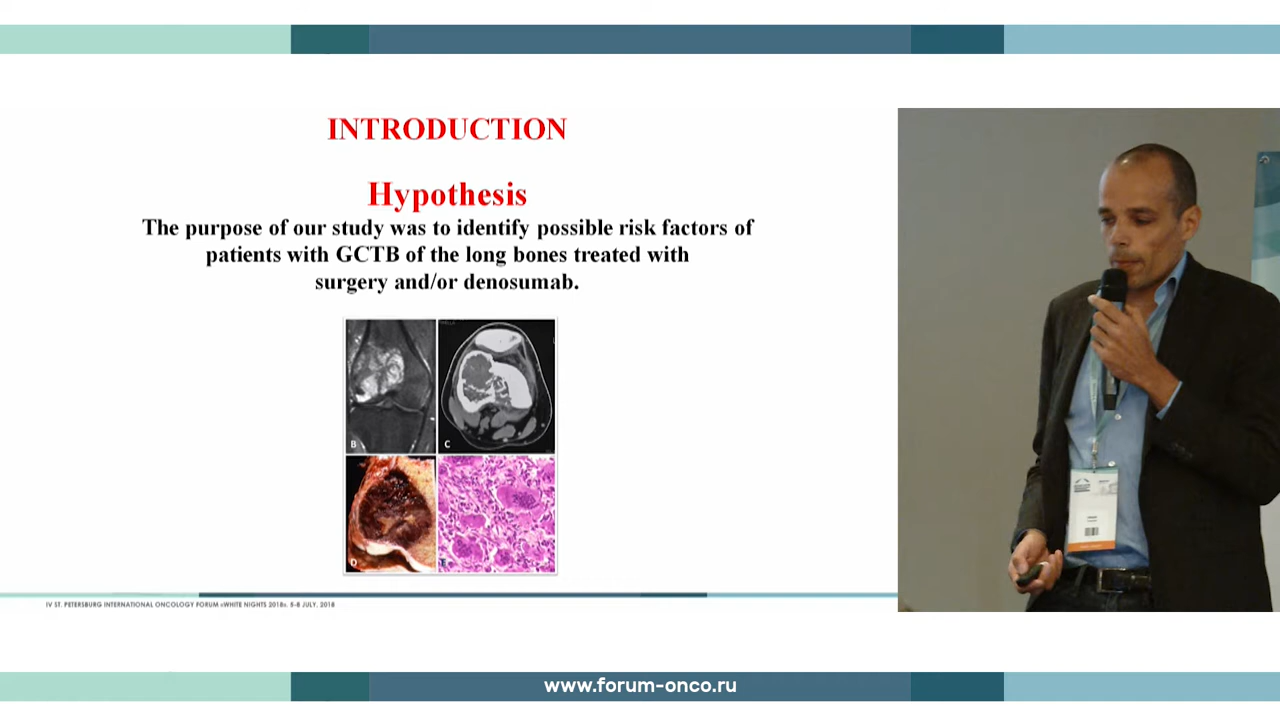 INTRODUCTION
Hypothesis
The purpose of our study was to identify possible risk factors of
patients with GCTB of the long bones treated with
surgery and/or denosumab.
B
C
D
E
IV ST. PETERSBURG INTERNATIONAL ONCOLOGY FORUM «WHITE NIGHTS 2018». 5-8 JULY, 2018
www.forum-onco.ru